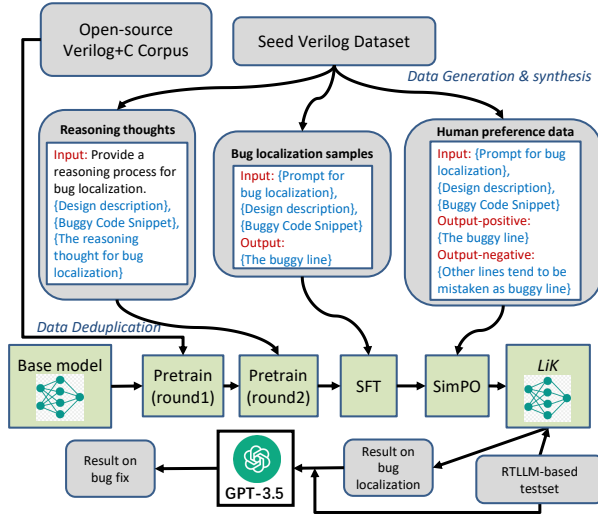 Open-source
Verilog+C Corpus
Seed Verilog Dataset
Data Generation & synthesis
Reasoning thoughts
Input: Provide a
reasoning process for
bug localization.
{Design description},
{Buggy Code Snippet},
{The reasoning
thought for bug
localization}
Bug localization samples
Input: {Prompt for
bug localization},
{Design description},
{Buggy Code Snippet}
Output:
{The buggy line}
Human preference data
Input: {Prompt for bug
localization},
{Design description},
{Buggy Code Snippet}
Output-positive:
{The buggy line}
Output-negative:
{Other lines tend to be
mistaken as buggy line}
Data Deduplication
Base model
Pretrain
(round1)
Pretrain
(round2)
SFT
SimPO
LiK
Result on
bug fix
GPT-3.5
Result on
bug
localization
RTLLM-based
testset